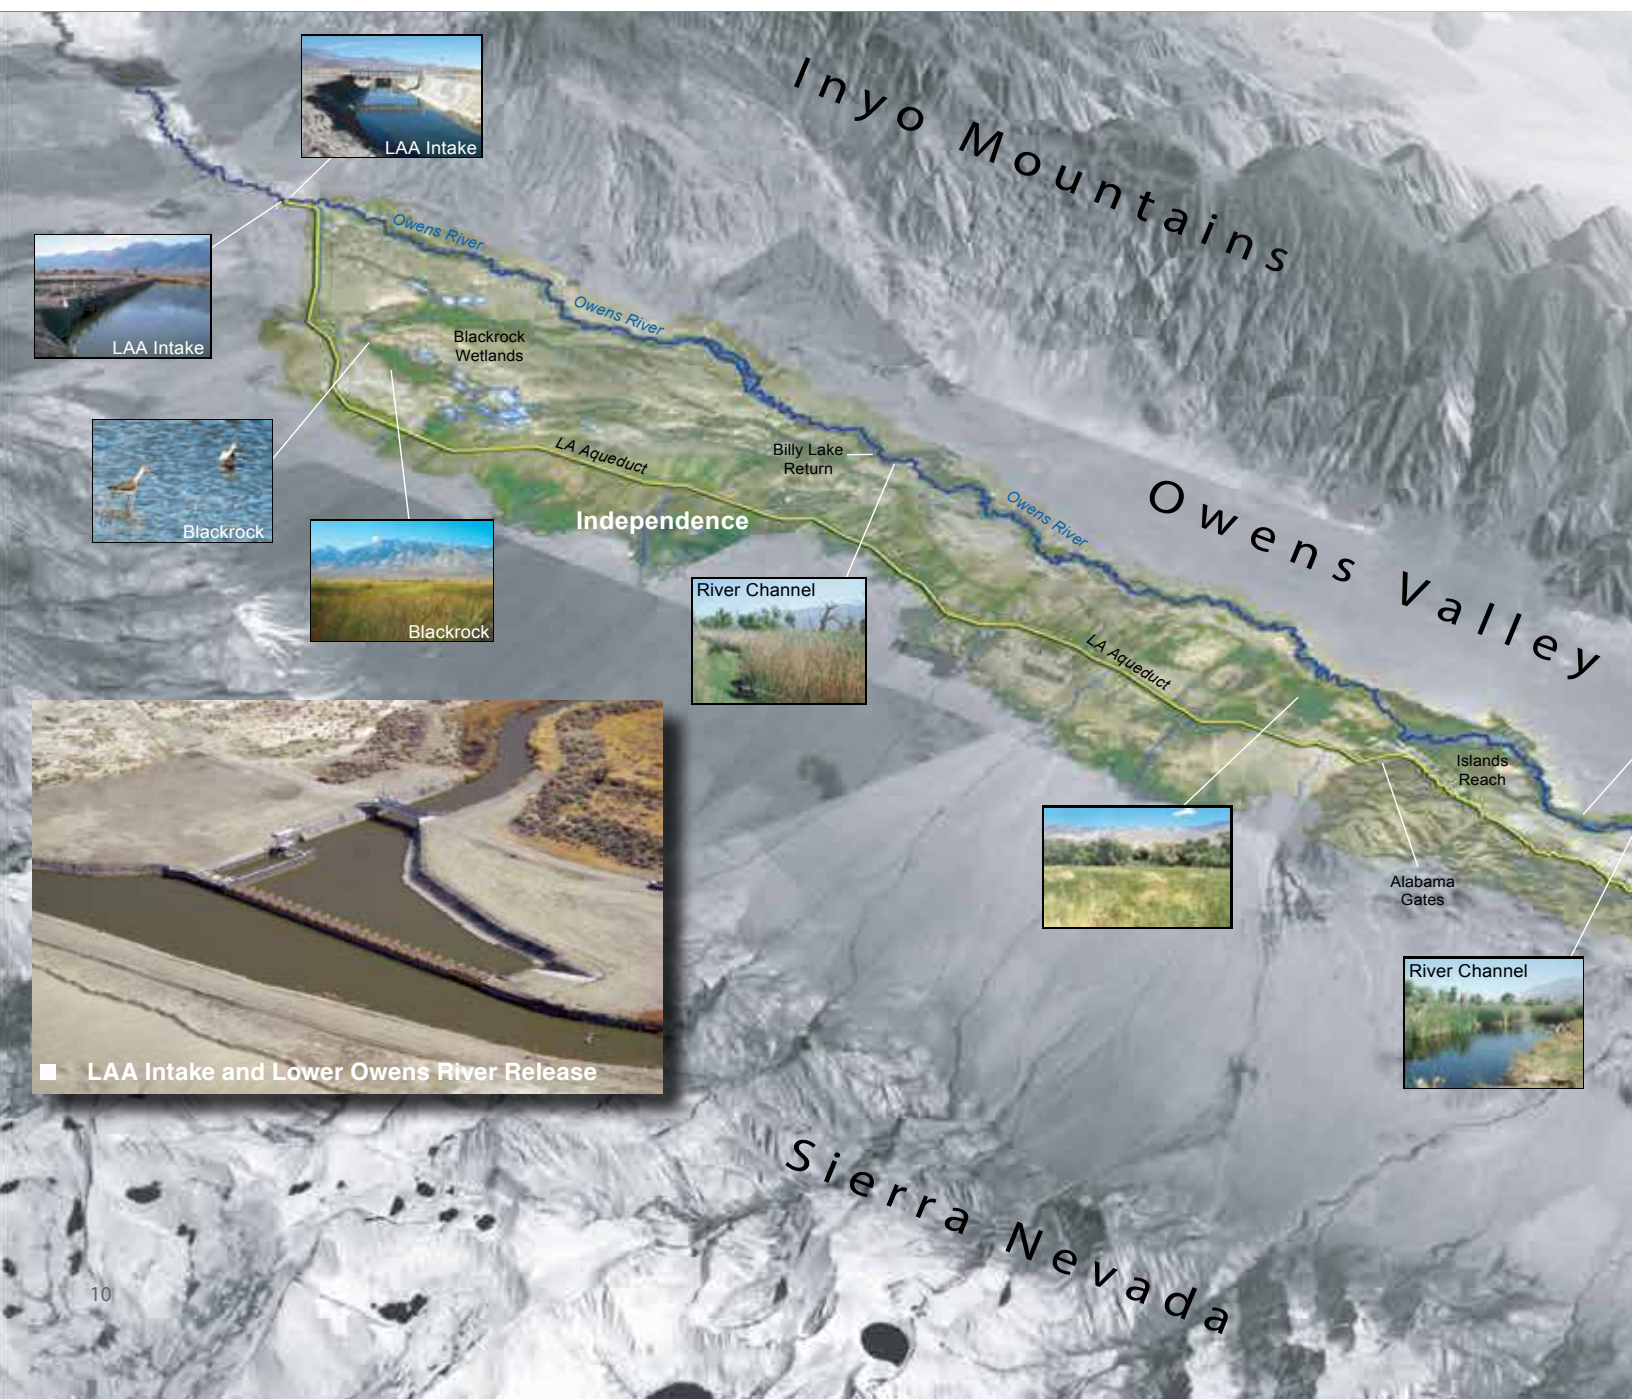 Inyo Mountains
LAA Intake
Owens River
LAA Intake
Owens River
Blackrock
Wetlands
LA Aqueduct
Billy Lake
Return
Owens River
Owens Valley
Blackrock
Independence
Blackrock
River Channel
LA Aqueduct
Islands
Reach
Alabama
Gates
River Channel
LAA Intake and Lower Owens River Release
Sierra Nevada
10